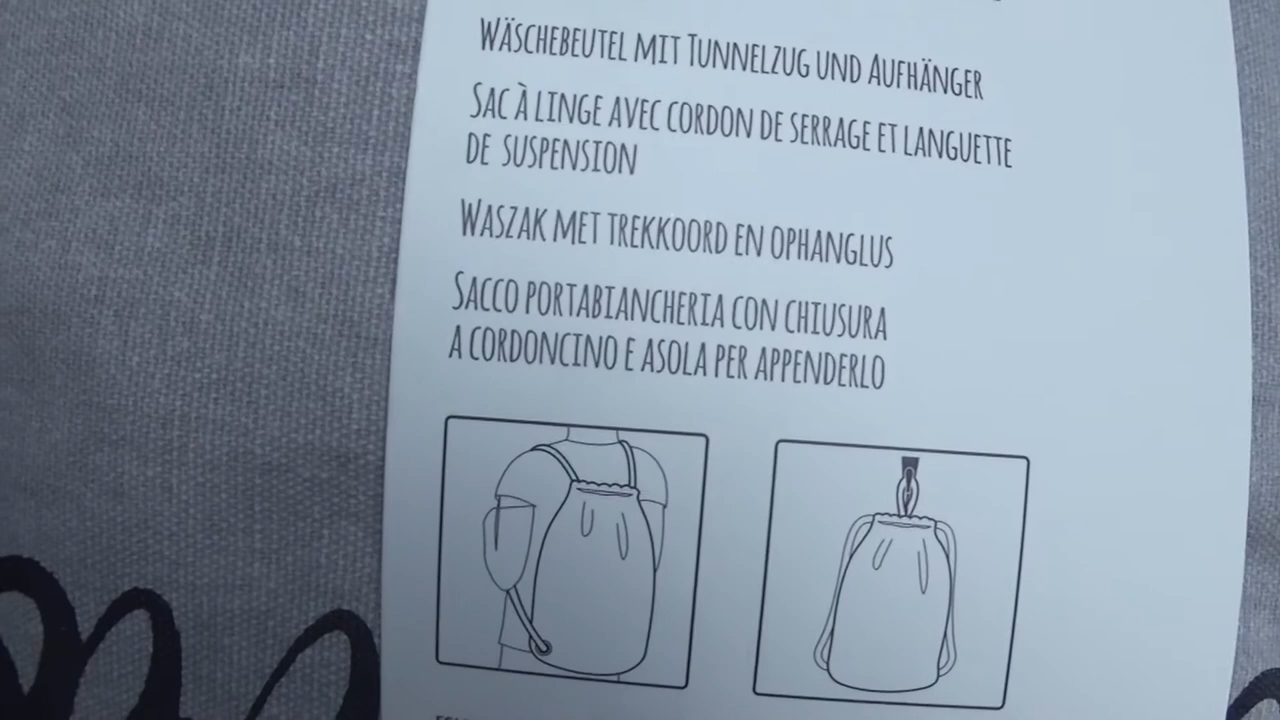 Wäschebeutel mit Tunnelzug und Aufhänger
Sac à linge avec cordon de serrage et languette
de suspension
Waszak met trekkoord en ophanglus
Sacco portabiancheria con chiusura
a cordoncino e asola per appenderlo